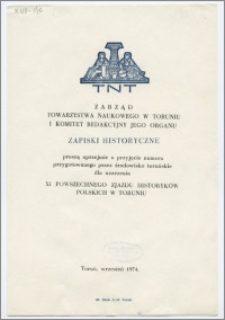 TNT
ZARZĄD
TOWARZYSTWA NAUKOWEGO W TORUNIU
I KOMITET REDAKCYJNY JEGO ORGANU
ZAPISKI HISTORYCZNE
proszą uprzejmie o przyjęcie numeru
przygotowanego przez środowisko toruńskie
dla uczczenia
XI POWSZECHNEGO ZJAZDU HISTORYKÓW
POLSKICH W TORUNIU
Toruń, wrzesień 1974.